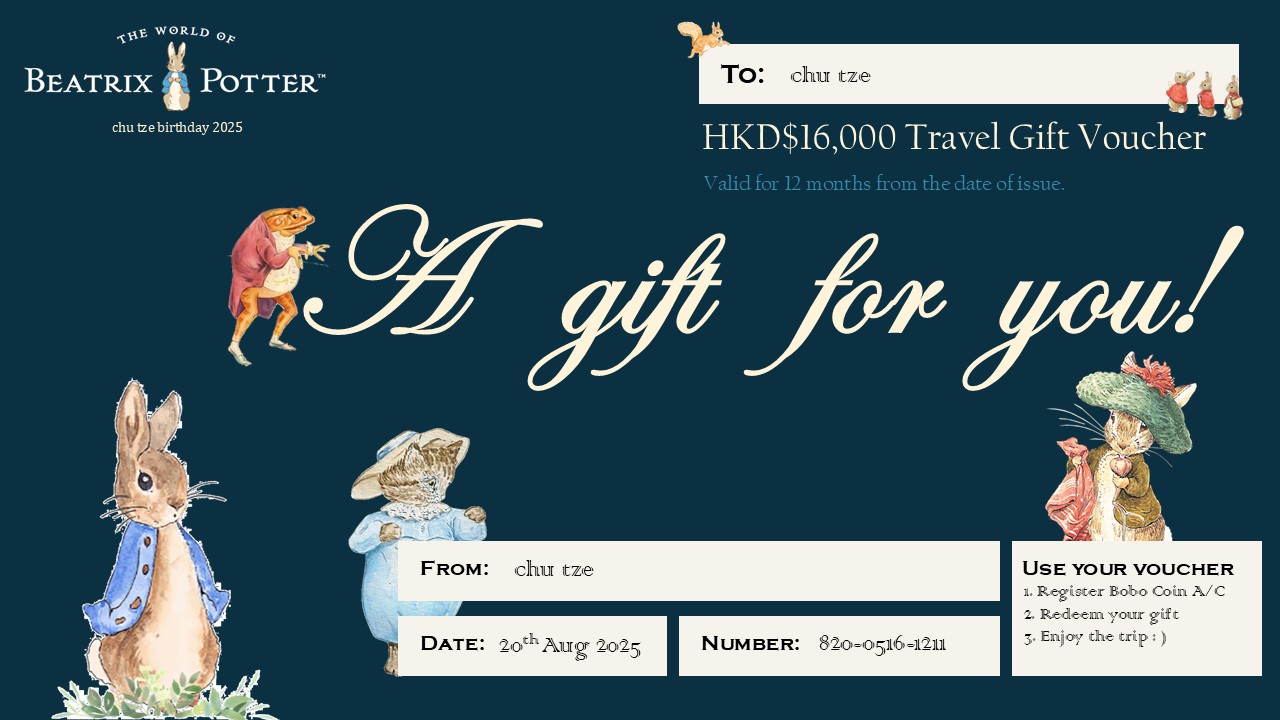 THE WORLD OF
BEATRIX POTTER™
chu tze birthday 2025
To: chu tze
HKD$16,000 Travel Gift Voucher
Valid for 12 months from the date of issue.
A gift for you!
FROM: chu tze
USE YOUR VOUCHER
1. Register Bobo Coin A/C
2. Redeem your gift
3. Enjoy the trip : )
DATE: 20th Aug 2025
NUMBER: 820-0516-1211